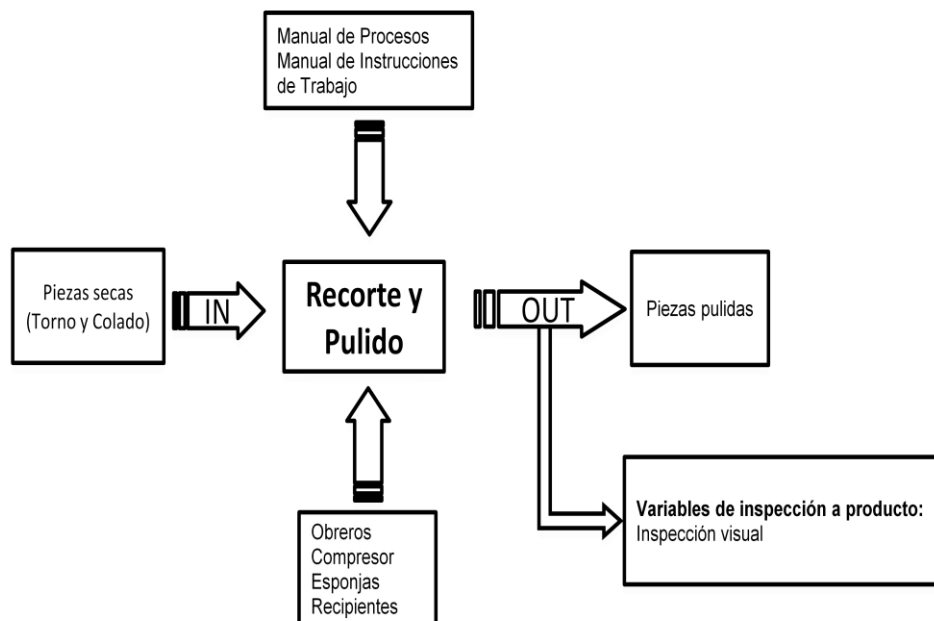 Manual de Procesos
Manual de Instrucciones
de Trabajo
Piezas secas
(Torno y Colado)
IN
Recorte y
Pulido
OUT
Piezas pulidas
Variables de inspección a producto:
Inspección visual
Obreros
Compresor
Esponjas
Recipientes